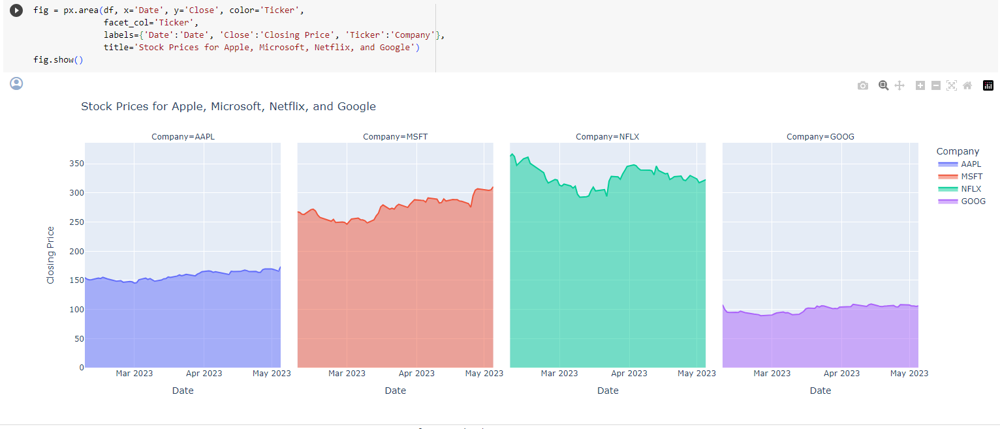 fig = px.area(df, x='Date', y='Close', color='Ticker',
facet_col='Ticker',
labels={'Date':'Date', 'Close':'Closing Price', 'Ticker':'Company'},
title='Stock Prices for Apple, Microsoft, Netflix, and Google')
fig.show()
Stock Prices for Apple, Microsoft, Netflix, and Google
Company=AAPL Company=MSFT Company=NFLX Company=GOOG
Closing Price
350
300
250
200
150
100
50
0
Mar 2023 Apr 2023 May 2023 Mar 2023 Apr 2023 May 2023 Mar 2023 Apr 2023 May 2023 Mar 2023 Apr 2023 May 2023
Date Date Date Date
Company
AAPL
MSFT
NFLX
GOOG